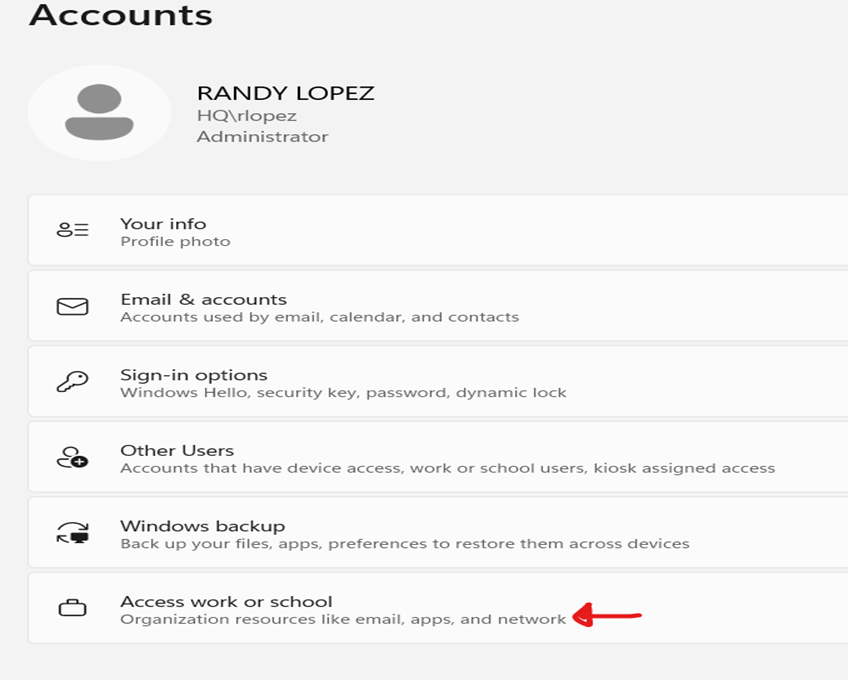 Accounts
RANDY LOPEZ
HQ\rlopez
Administrator
Your info
Profile photo
Email & accounts
Accounts used by email, calendar, and contacts
Sign-in options
Windows Hello, security key, password, dynamic lock
Other Users
Accounts that have device access, work or school users, kiosk assigned access
Windows backup
Back up your files, apps, preferences to restore them across devices
Access work or school
Organization resources like email, apps, and network